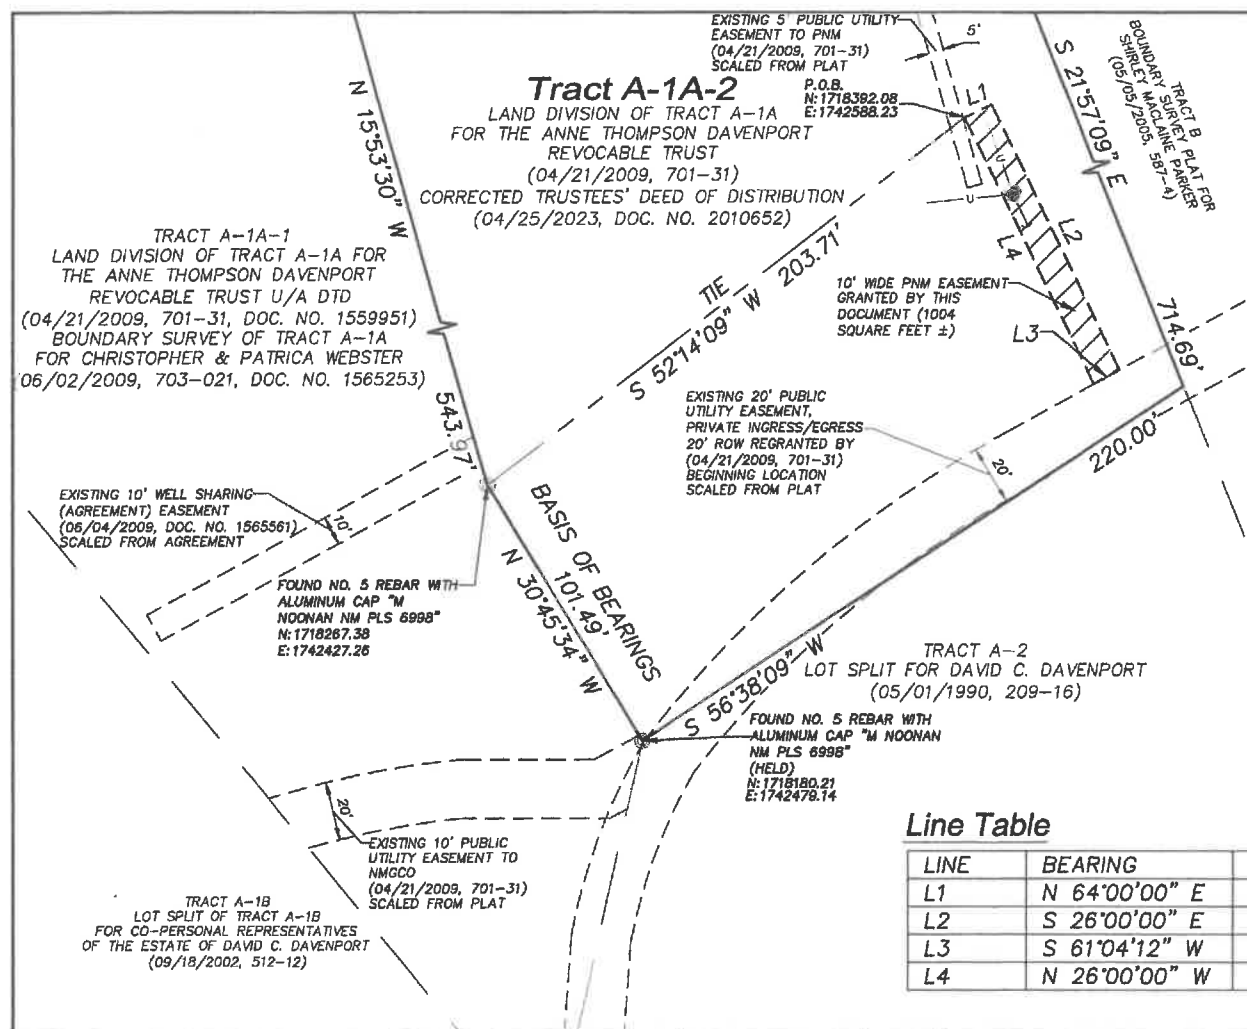 EXISTING 5' PUBLIC UTILITY
EASEMENT TO PNM
(04/21/2009, 701-31)
SCALED FROM PLAT
5'
P.O.B.
N:1718392.08
E:1742588.23
L1
S 21°57'09" E
714.69'
TRACT B
BOUNDARY SURVEY PLAT FOR
SHIRLEY MACLAINE PARKER
(05/05/2005, 587-4)
N 15°53'30" W
543.97'
Tract A-1A-2
LAND DIVISION OF TRACT A-1A
FOR THE ANNE THOMPSON DAVENPORT
REVOCABLE TRUST
(04/21/2009, 701-31)
CORRECTED TRUSTEES' DEED OF DISTRIBUTION
(04/25/2023, DOC. NO. 2010652)
TRACT A-1A-1
LAND DIVISION OF TRACT A-1A FOR
THE ANNE THOMPSON DAVENPORT
REVOCABLE TRUST U/A DTD
(04/21/2009, 701-31, DOC. NO. 1559951)
BOUNDARY SURVEY OF TRACT A-1A
FOR CHRISTOPHER & PATRICA WEBSTER
(06/02/2009, 703-021, DOC. NO. 1565253)
U
U
L2
L4
TIE
S 52°14'09" W 203.71'
10' WIDE PNM EASEMENT
GRANTED BY THIS
DOCUMENT (1004
SQUARE FEET ±)
L3
EXISTING 20' PUBLIC
UTILITY EASEMENT,
PRIVATE INGRESS/EGRESS
20' ROW REGRANTED BY
(04/21/2009, 701-31)
BEGINNING LOCATION
SCALED FROM PLAT
20'
220.00'
S 56°38'09" W
EXISTING 10' WELL SHARING
(AGREEMENT) EASEMENT
(06/04/2009, DOC. NO. 1565561)
SCALED FROM AGREEMENT
10'
FOUND NO. 5 REBAR WITH
ALUMINUM CAP "M
NOONAN NM PLS 6998"
N:1718267.38
E:1742427.26
BASIS OF BEARINGS
101.49'
N 30°45'34" W
TRACT A-2
LOT SPLIT FOR DAVID C. DAVENPORT
(05/01/1990, 209-16)
FOUND NO. 5 REBAR WITH
ALUMINUM CAP "M NOONAN
NM PLS 6998"
(HELD)
N:1718180.21
E:1742479.14
20'
EXISTING 10' PUBLIC
UTILITY EASEMENT TO
NMGCO
(04/21/2009, 701-31)
SCALED FROM PLAT
TRACT A-1B
LOT SPLIT OF TRACT A-1B
FOR CO-PERSONAL REPRESENTATIVES
OF THE ESTATE OF DAVID C. DAVENPORT
(09/18/2002, 512-12)
Line Table
LINE BEARING
L1 N 64°00'00" E
L2 S 26°00'00" E
L3 S 61°04'12" W
L4 N 26°00'00" W